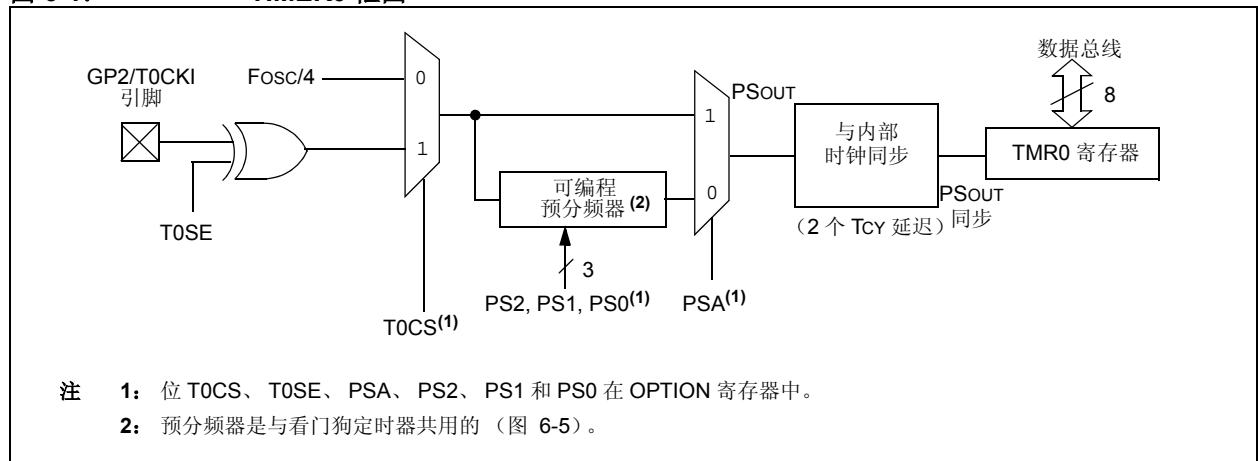 数据总线
GP2/T0CKI
引脚
FOSC/4
0
1
T0SE
T0CS(1)
可编程
预分频器(2)
3
PS2, PS1, PS0(1)
1
0
PSA(1)
PSOUT
与内部
时钟同步
(2 个 TCY 延迟)
PSOUT
同步
8
TMR0 寄存器
注 1: 位 T0CS、 T0SE、 PSA、 PS2、 PS1 和 PS0 在 OPTION 寄存器中。
2: 预分频器是与看门狗定时器共用的 (图 6-5)。